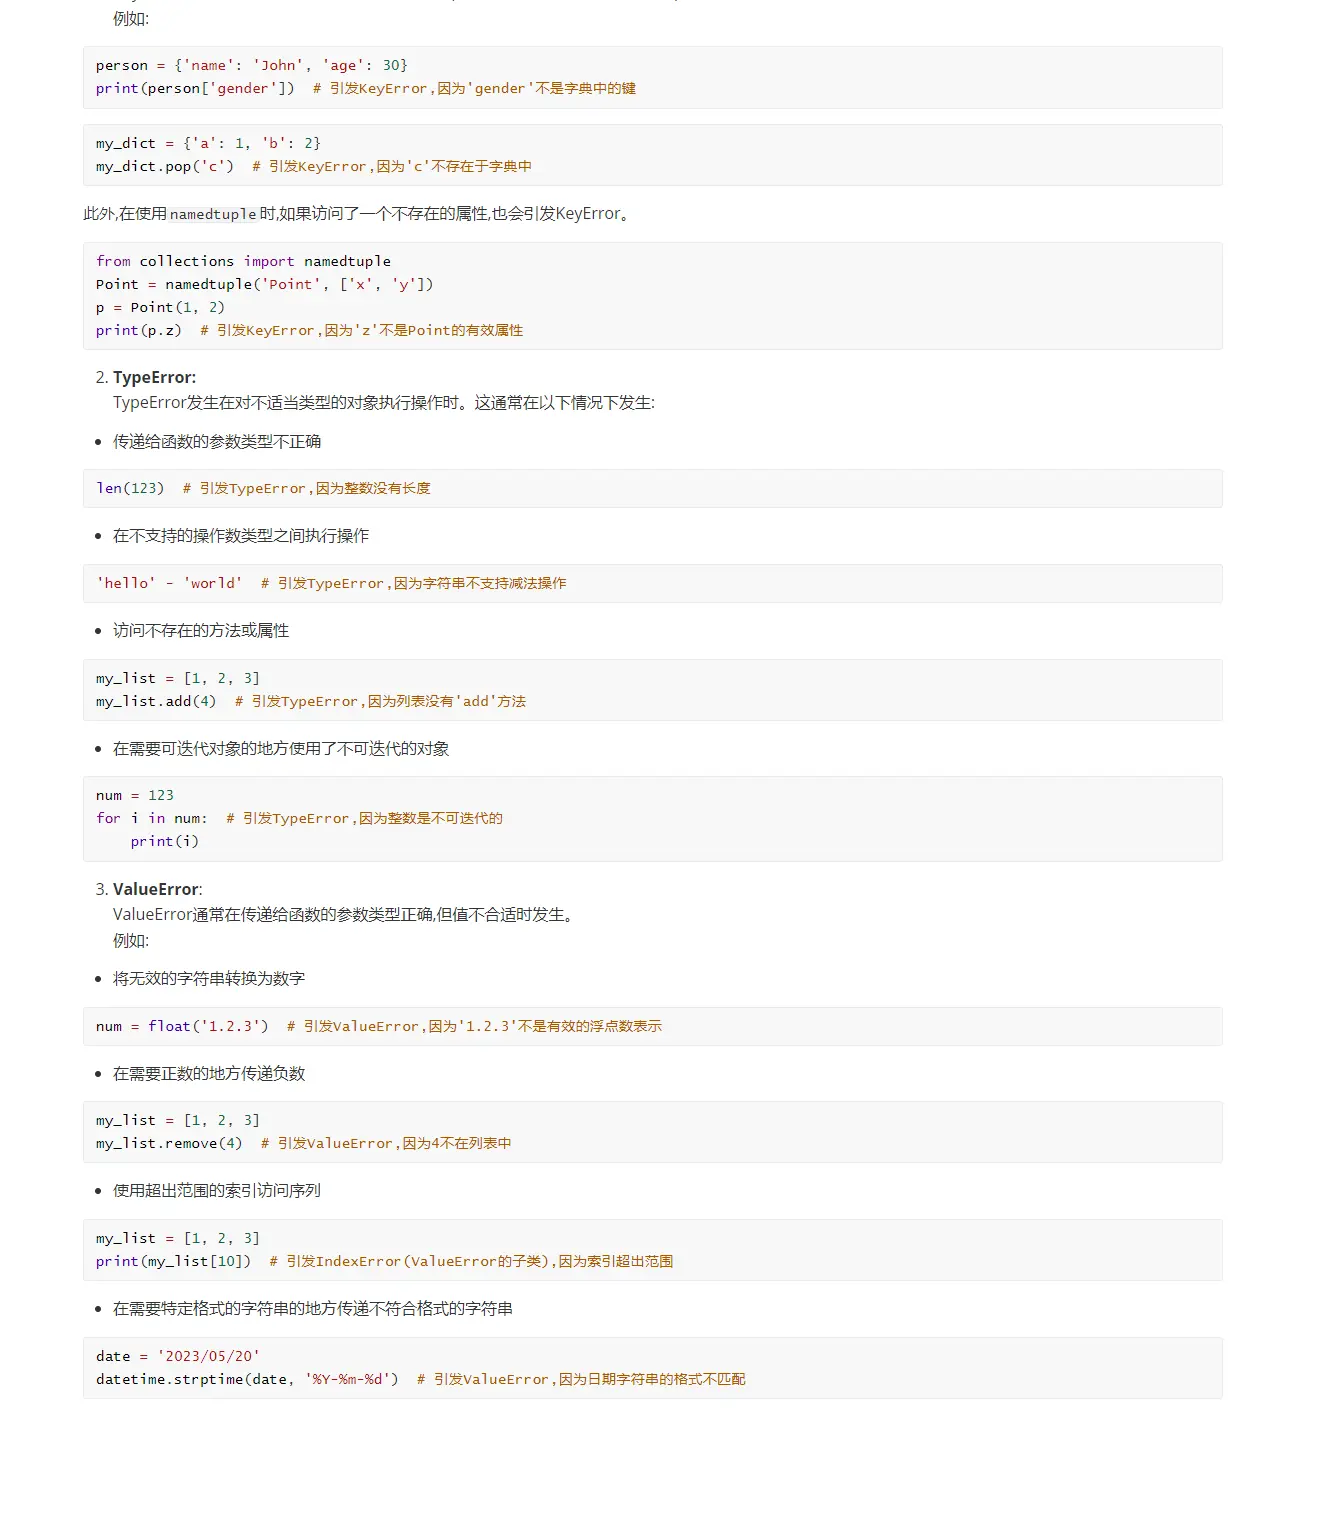 例如:
person = {'name': 'John', 'age': 30}
print(person['gender'])  # 引发KeyError,因为'gender'不是字典中的键
my_dict = {'a': 1, 'b': 2}
my_dict.pop('c')  # 引发KeyError,因为'c'不存在于字典中
此外,在使用namedtuple时,如果访问了一个不存在的属性,也会引发KeyError。
from collections import namedtuple
Point = namedtuple('Point', ['x', 'y'])
p = Point(1, 2)
print(p.z)  # 引发KeyError,因为'z'不是Point的有效属性
2. TypeError:
TypeError发生在对不适当类型的对象执行操作时。这通常在以下情况下发生:
• 传递给函数的参数类型不正确
len(123)  # 引发TypeError,因为整数没有长度
• 在不支持的操作数类型之间执行操作
'hello' - 'world'  # 引发TypeError,因为字符串不支持减法操作
• 访问不存在的方法或属性
my_list = [1, 2, 3]
my_list.add(4)  # 引发TypeError,因为列表没有'add'方法
• 在需要可迭代对象的地方使用了不可迭代的对象
num = 123
for i in num:  # 引发TypeError,因为整数是不可迭代的
    print(i)
3. ValueError:
ValueError通常在传递给函数的参数类型正确,但值不合适时发生。
例如:
• 将无效的字符串转换为数字
num = float('1.2.3')  # 引发ValueError,因为'1.2.3'不是有效的浮点数表示
• 在需要正数的地方传递负数
my_list = [1, 2, 3]
my_list.remove(4)  # 引发ValueError,因为4不在列表中
• 使用超出范围的索引访问序列
my_list = [1, 2, 3]
print(my_list[10])  # 引发IndexError(ValueError的子类),因为索引超出范围
• 在需要特定格式的字符串的地方传递不符合格式的字符串
date = '2023/05/20'
datetime.strptime(date, '%Y-%m-%d')  # 引发ValueError,因为日期字符串的格式不匹配